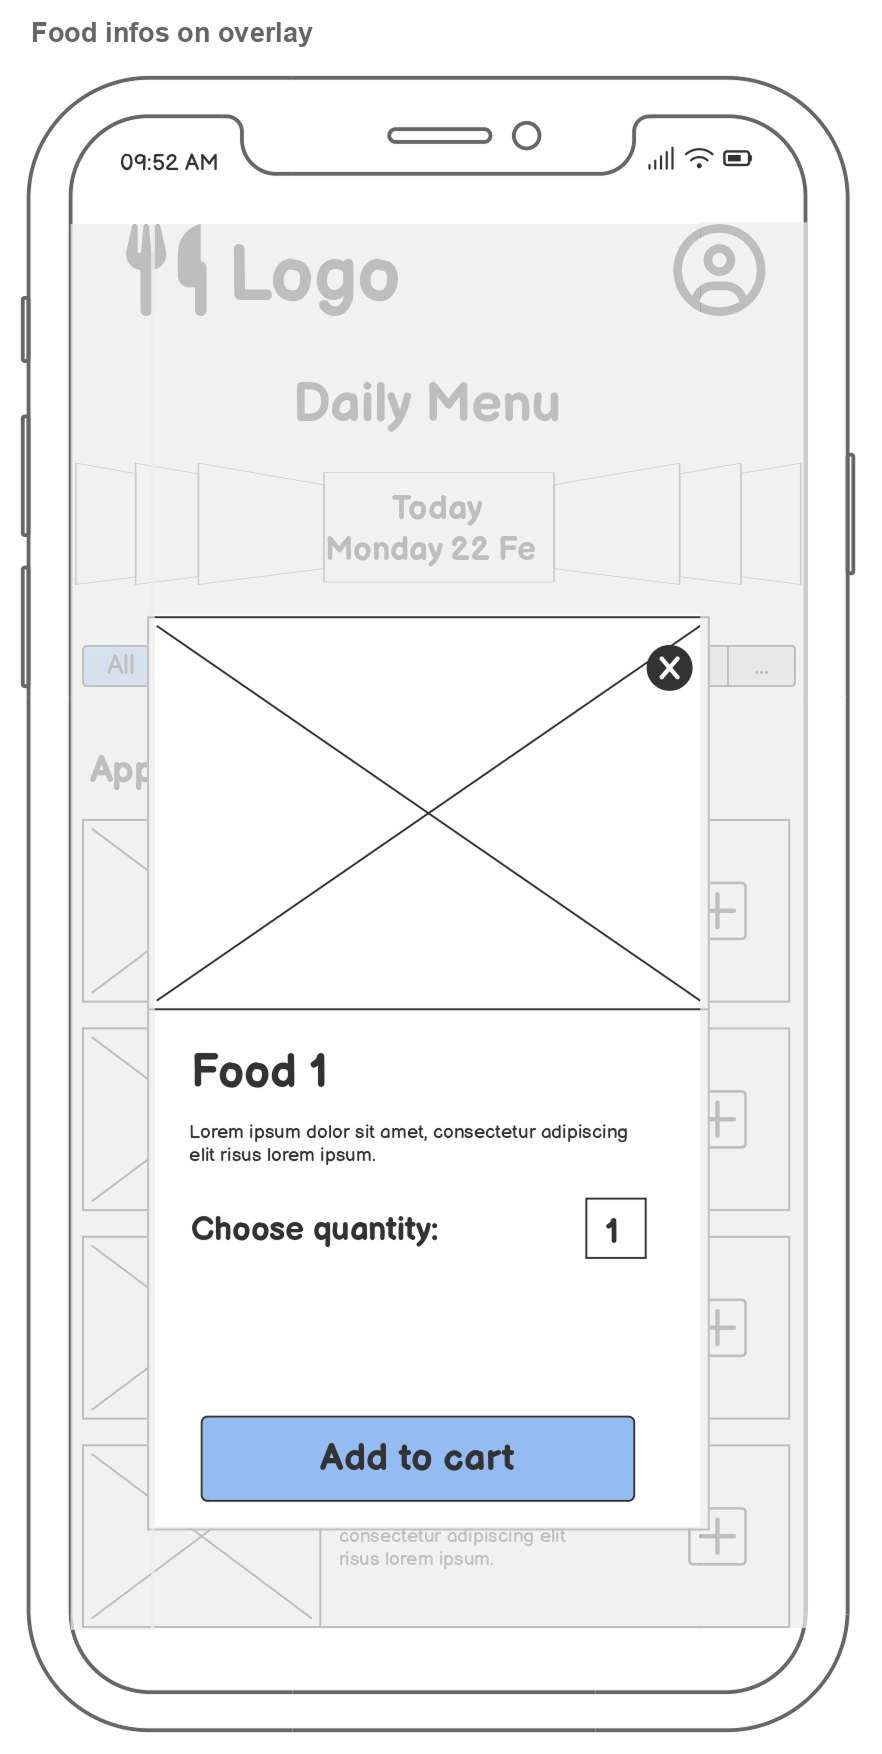 Food infos on overlay
09:52 AM
Logo
Daily Menu
Today
Monday 22 Fe
All
...
App
X
Food 1
Lorem ipsum dolor sit amet, consectetur adipiscing
elit risus lorem ipsum.
Choose quantity:
1
Add to cart
consectetur adipiscing elit
risus lorem ipsum.